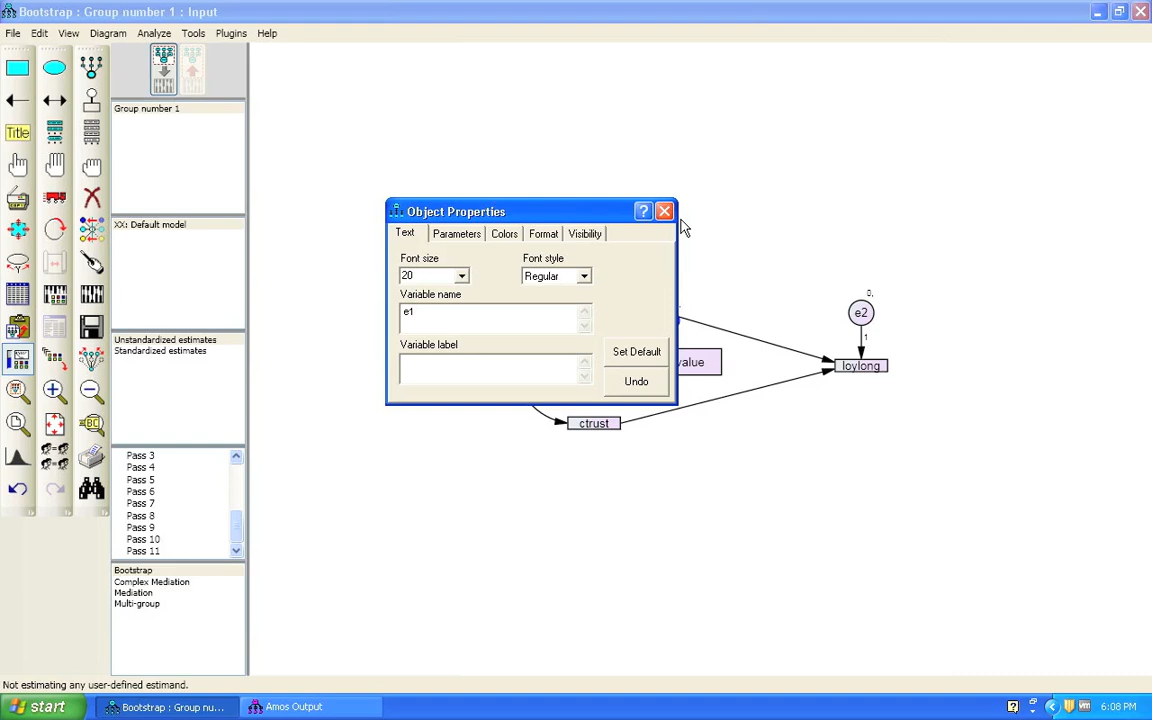 Bootstrap : Group number 1 : Input
File Edit View Diagram Analyze Tools Plugins Help
Title
Group number 1
XX: Default model
Unstandardized estimates
Standardized estimates
Pass 3
Pass 4
Pass 5
Pass 6
Pass 7
Pass 8
Pass 9
Pass 10
Pass 11
Bootstrap
Complex Mediation
Mediation
Multi-group
Object Properties
Text Parameters Colors Format Visibility
Font size Font style
20 Regular
Variable name
e1
Variable label
Set Default
Undo
0,
e2
1
value
loylong
ctrust
ABC
Not estimating any user-defined estimand.
start Bootstrap : Group nu... Amos Output 6:08 PM